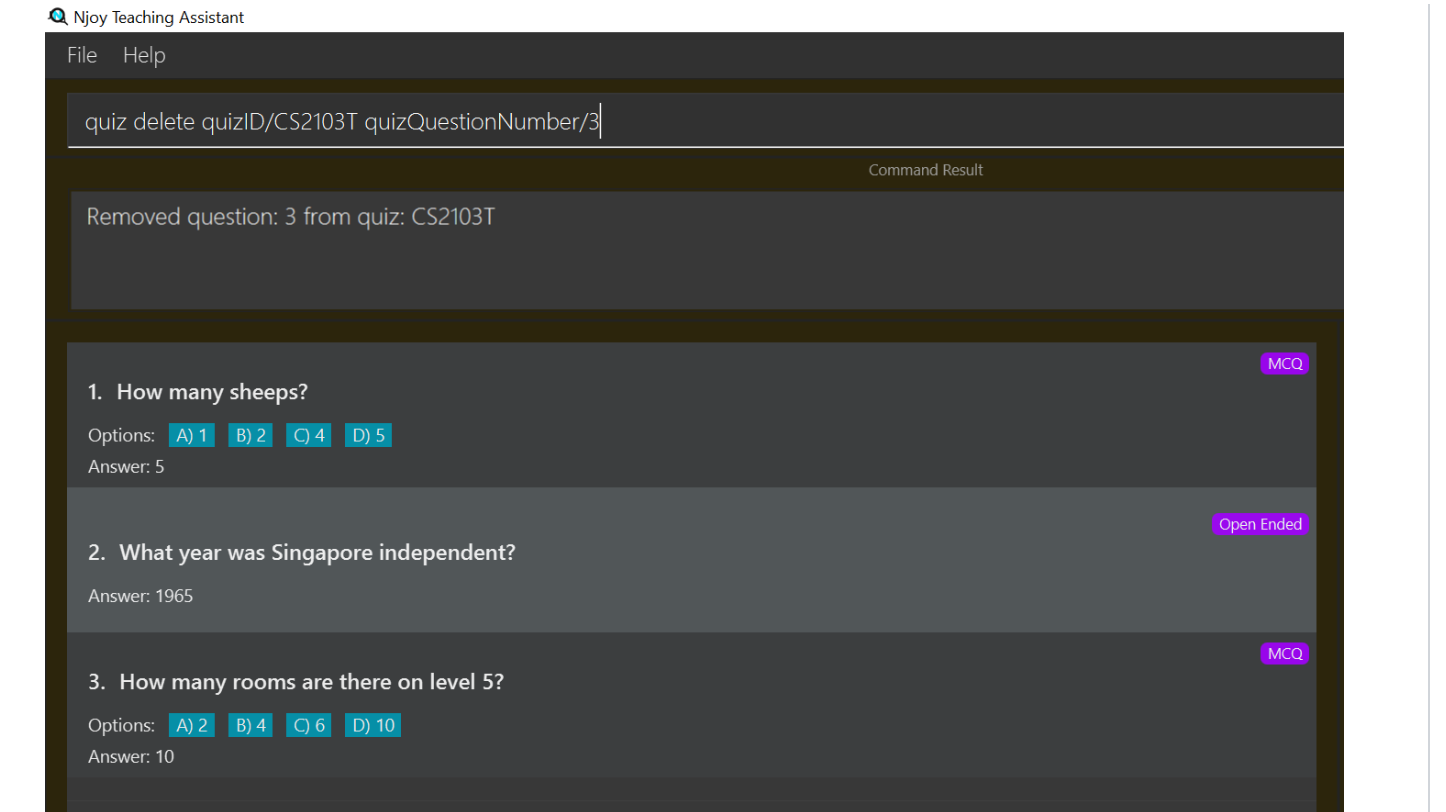 Njoy Teaching Assistant
File Help
quiz delete quizID/CS2103T quizQuestionNumber/3
Command Result
Removed question: 3 from quiz: CS2103T
MCQ
1. How many sheeps?
Options: A) 1 B) 2 C) 4 D) 5
Answer: 5
Open Ended
2. What year was Singapore independent?
Answer: 1965
MCQ
3. How many rooms are there on level 5?
Options: A) 2 B) 4 C) 6 D) 10
Answer: 10